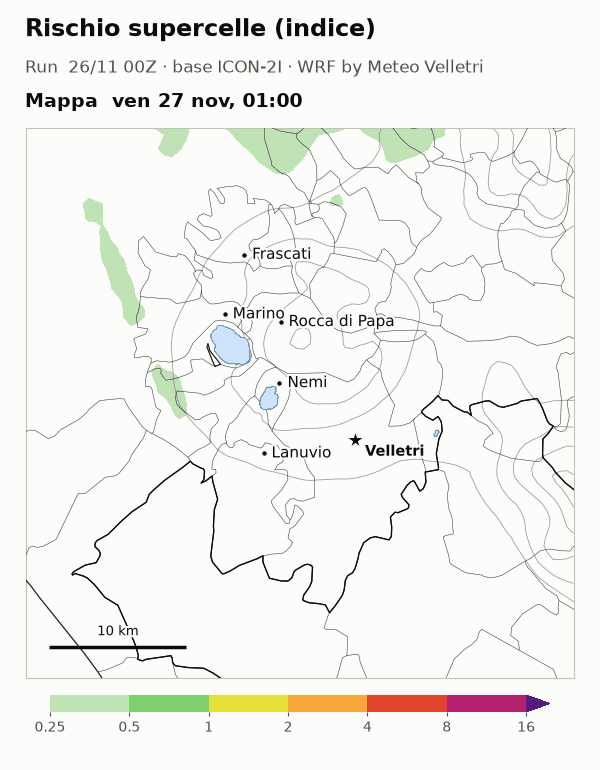 Rischio supercelle (indice)
Run  26/11 00Z · base ICON-2I · WRF by Meteo Velletri
Mappa  ven 27 nov, 01:00
Frascati
Marino
Rocca di Papa
Nemi
Velletri
Lanuvio
10 km
0.25 0.5 1 2 4 8 16